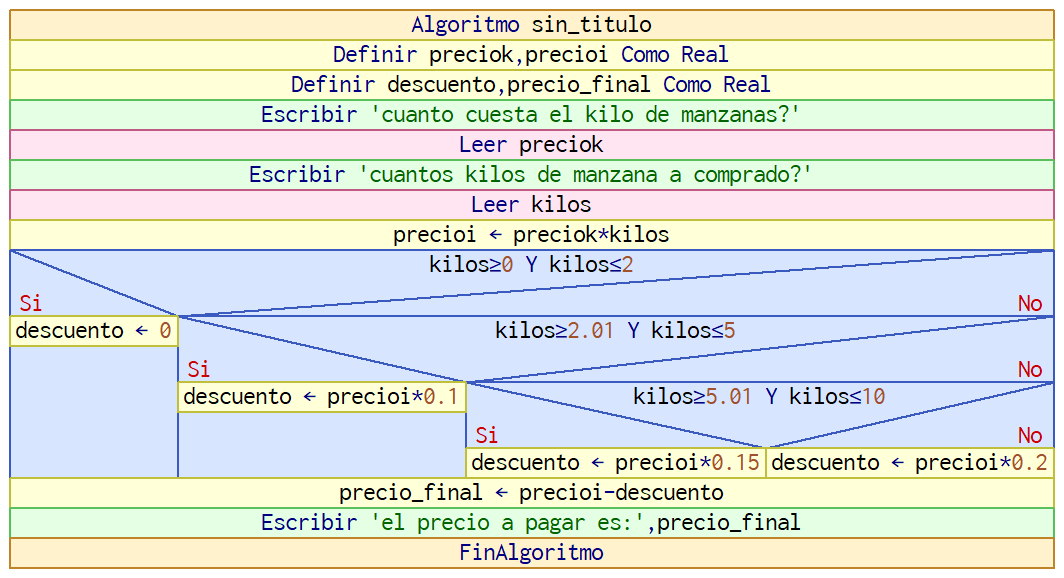 Algoritmo sin_titulo
Definir preciok,precioi Como Real
Definir descuento,precio_final Como Real
Escribir 'cuanto cuesta el kilo de manzanas?'
Leer preciok
Escribir 'cuantos kilos de manzana a comprado?'
Leer kilos
precioi ← preciok*kilos
kilos≥0 Y kilos≤2
Si No
descuento ← 0 kilos≥2.01 Y kilos≤5
Si No
descuento ← precioi*0.1 kilos≥5.01 Y kilos≤10
Si No
descuento ← precioi*0.15 descuento ← precioi*0.2
precio_final ← precioi-descuento
Escribir 'el precio a pagar es:',precio_final
FinAlgoritmo